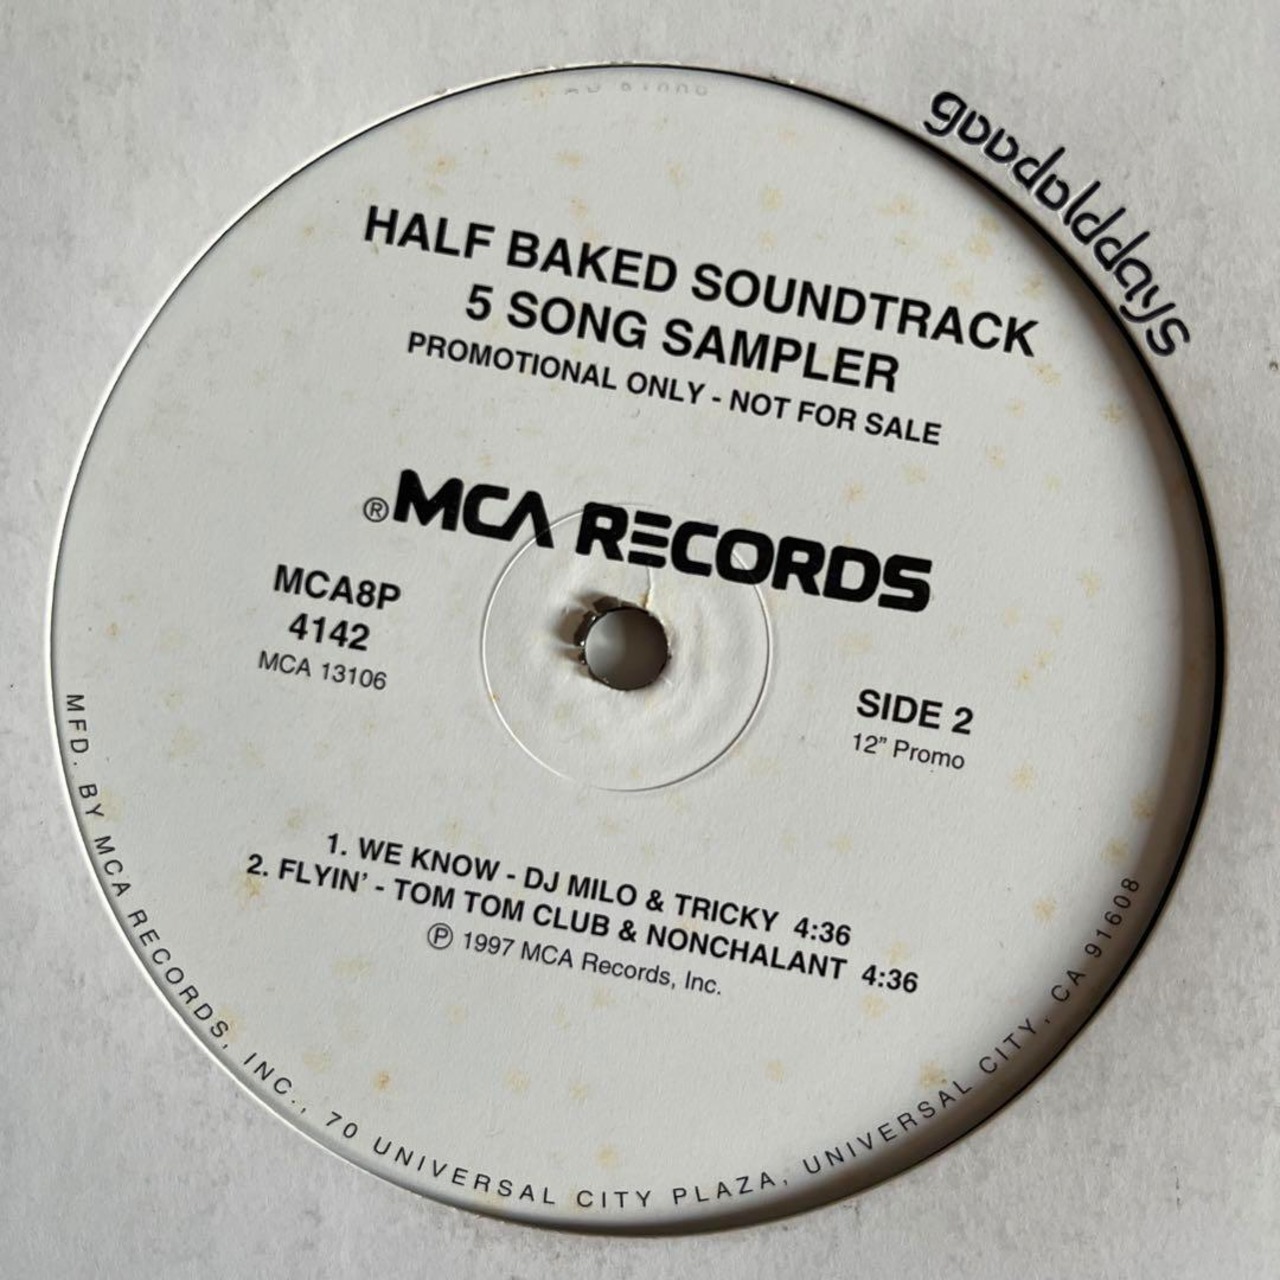 gooddolddays
HALF BAKED SOUNDTRACK
5 SONG SAMPLER
PROMOTIONAL ONLY - NOT FOR SALE
® MCA RECORDS
MCA8P
4142
MCA 13106
SIDE 2
12” Promo
1. WE KNOW - DJ MILO & TRICKY 4:36
2. FLYIN’ - TOM TOM CLUB & NONCHALANT 4:36
Ⓟ 1997 MCA Records, Inc.
MFD. BY MCA RECORDS, INC., 70 UNIVERSAL CITY PLAZA, UNIVERSAL CITY, CA 91608